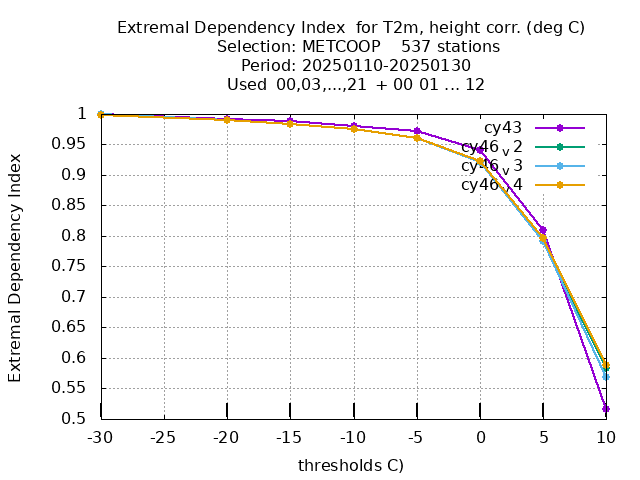 Extremal Dependency Index for T2m, height corr. (deg C)
Selection: METCOOP 537 stations
Period: 20250110-20250130
Used 00,03,...,21 + 00 01 ... 12
Extremal Dependency Index
1
0.95
0.9
0.85
0.8
0.75
0.7
0.65
0.6
0.55
0.5
cy43
cy46v2
cy46v3
cy46v4
-30 -25 -20 -15 -10 -5 0 5 10
thresholds C)